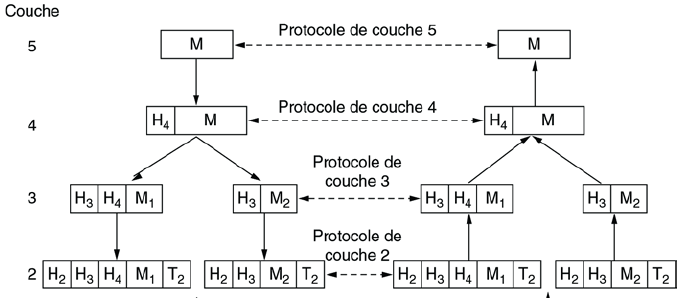 Couche
5 M Protocole de couche 5 M
4 H4 M Protocole de couche 4 H4 M
Protocole de
couche 3
3 H3 H4 M1 H3 M2 H3 H4 M1 H3 M2
Protocole de
couche 2
2 H2 H3 H4 M1 T2 H2 H3 M2 T2 H2 H3 H4 M1 T2 H2 H3 M2 T2